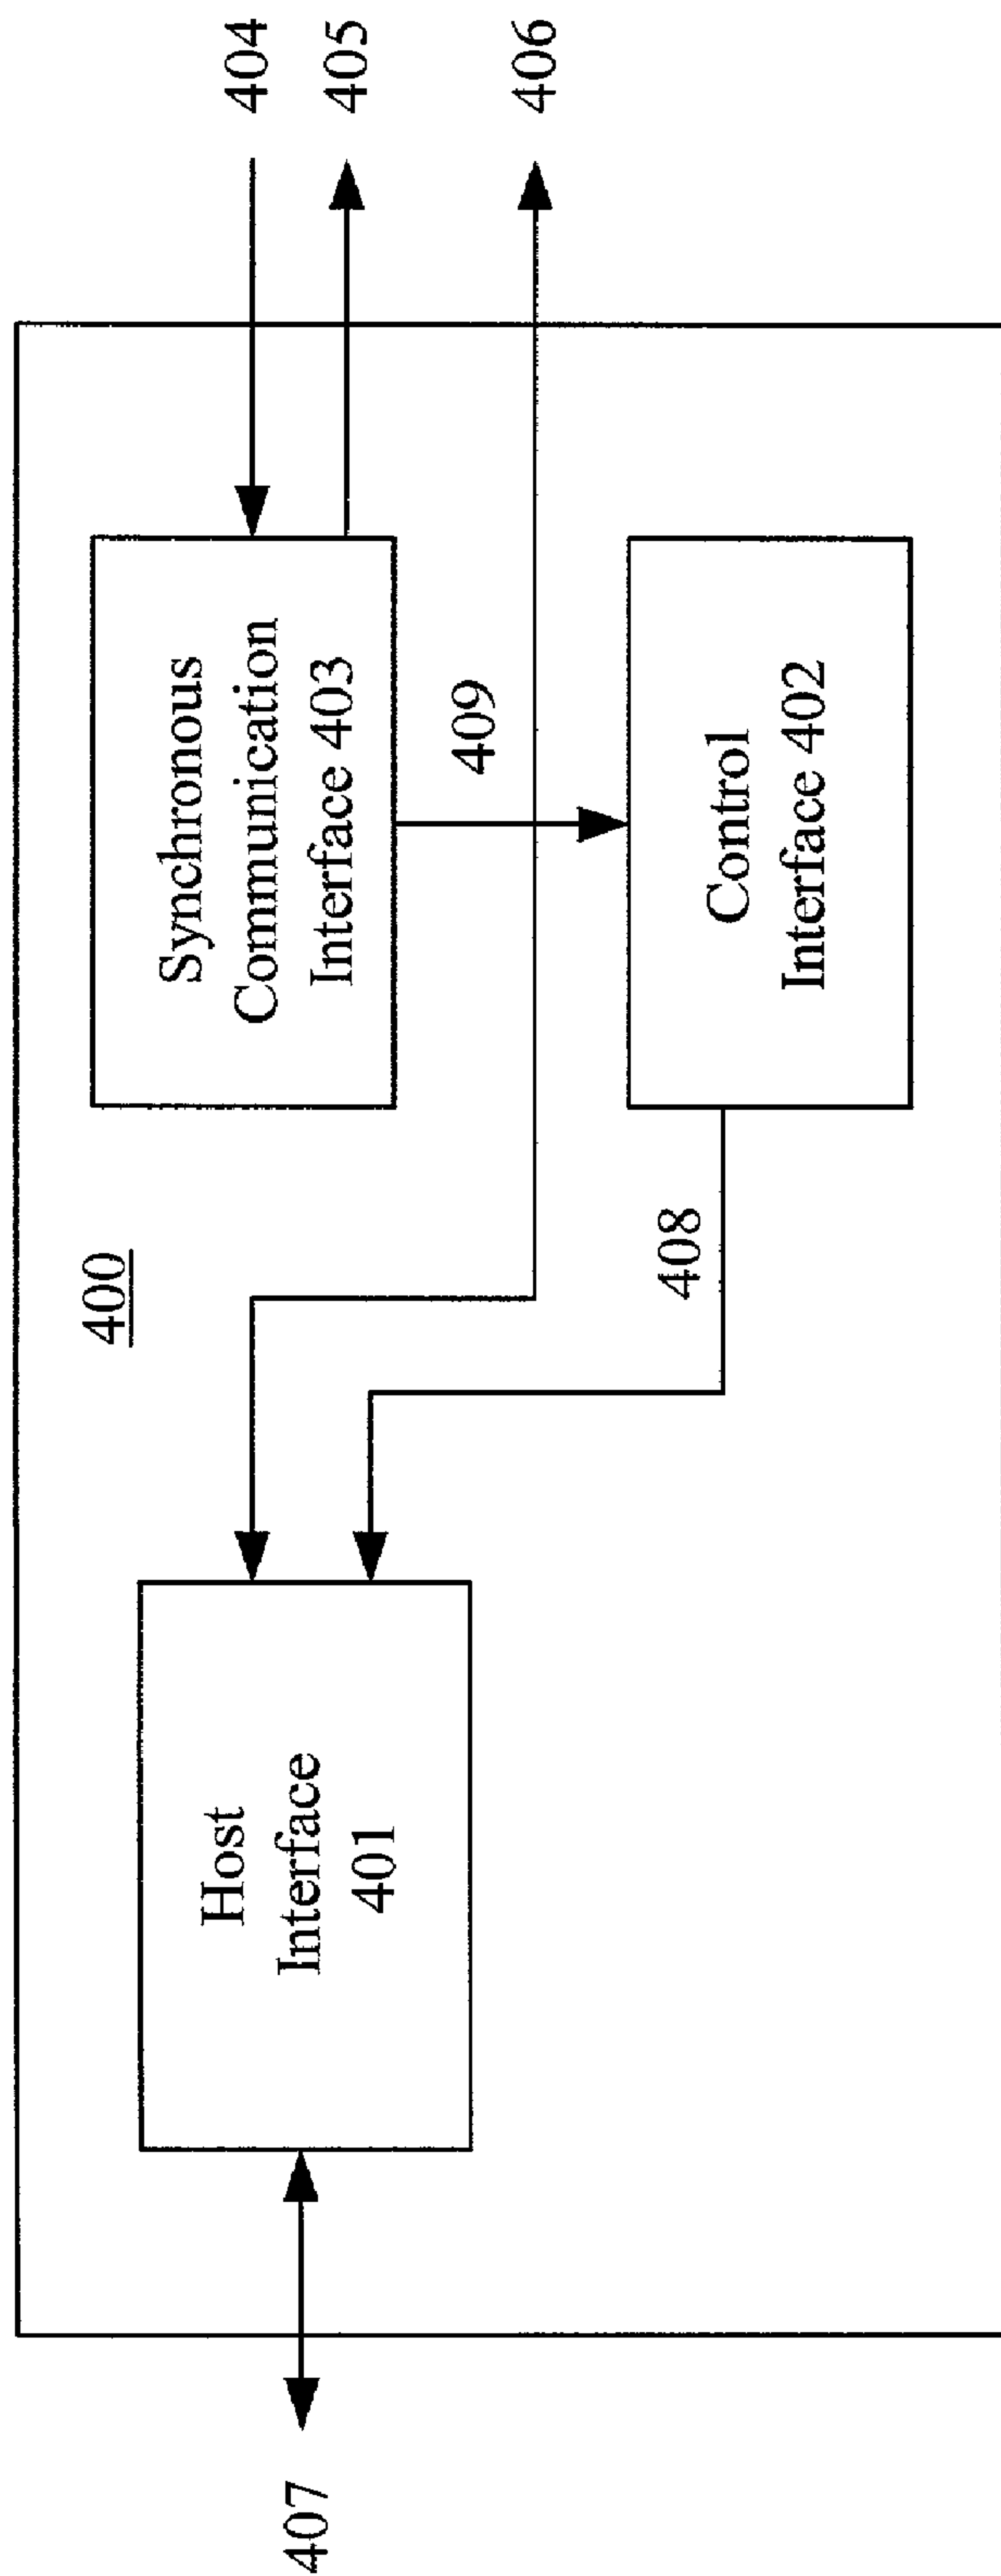 400
404
405
406
Synchronous
Communication
Interface 403
409
Host
Interface
401
407
408
Control
Interface 402